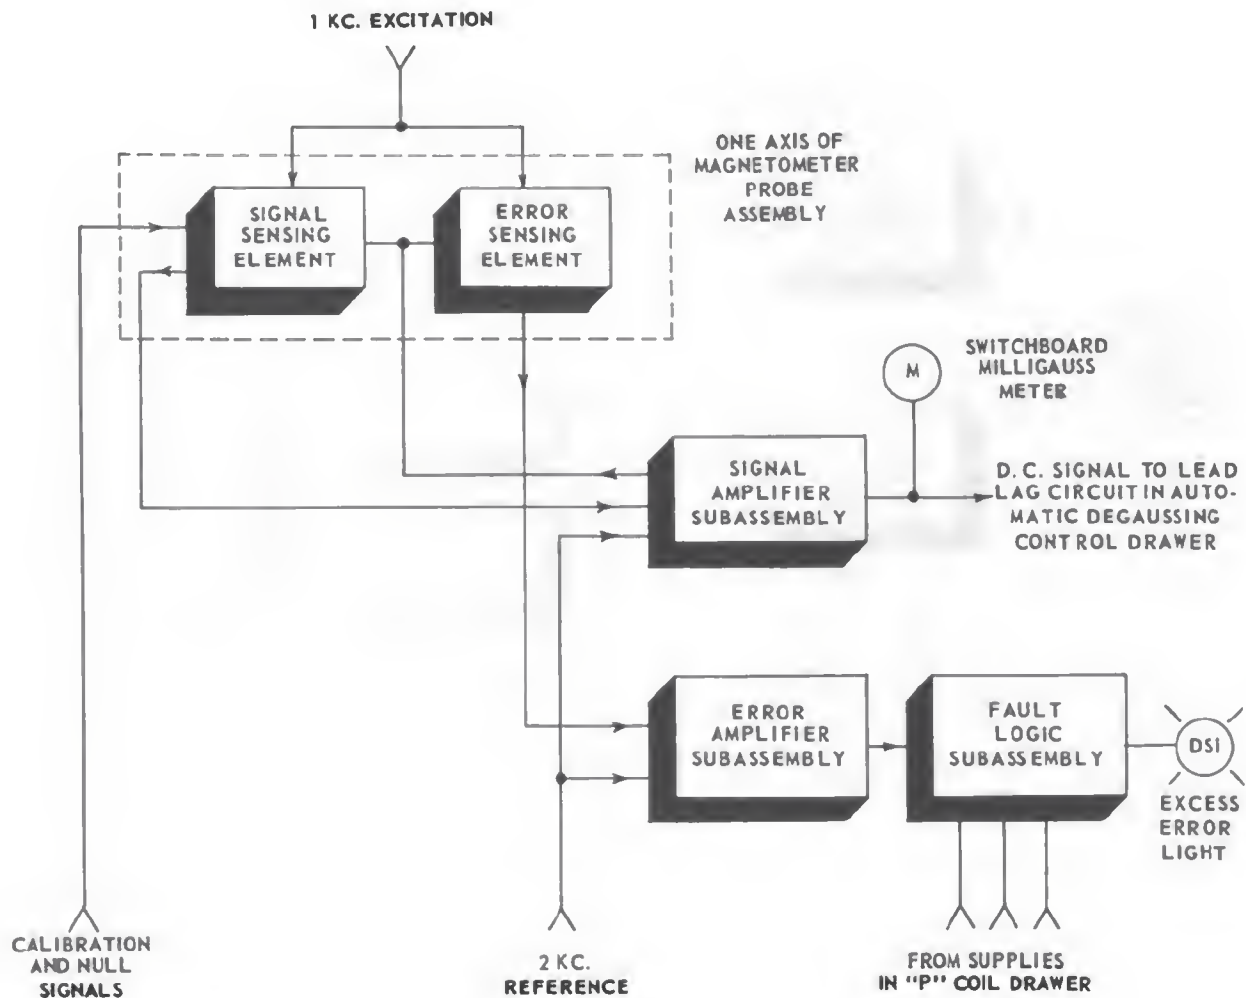 1 KC. EXCITATION
ONE AXIS OF
MAGNETOMETER
PROBE
ASSEMBLY
SIGNAL
SENSING
ELEMENT
ERROR
SENSING
ELEMENT
M
SWITCHBOARD
MILLIGAUSS
METER
SIGNAL
AMPLIFIER
SUBASSEMBLY
D.C. SIGNAL TO LEAD
LAG CIRCUIT IN AUTO-
MATIC DEGAUSSING
CONTROL DRAWER
ERROR
AMPLIFIER
SUBASSEMBLY
FAULT
LOGIC
SUBASSEMBLY
DSI
EXCESS
ERROR
LIGHT
CALIBRATION
AND NULL
SIGNALS
2 KC.
REFERENCE
FROM SUPPLIES
IN "P" COIL DRAWER